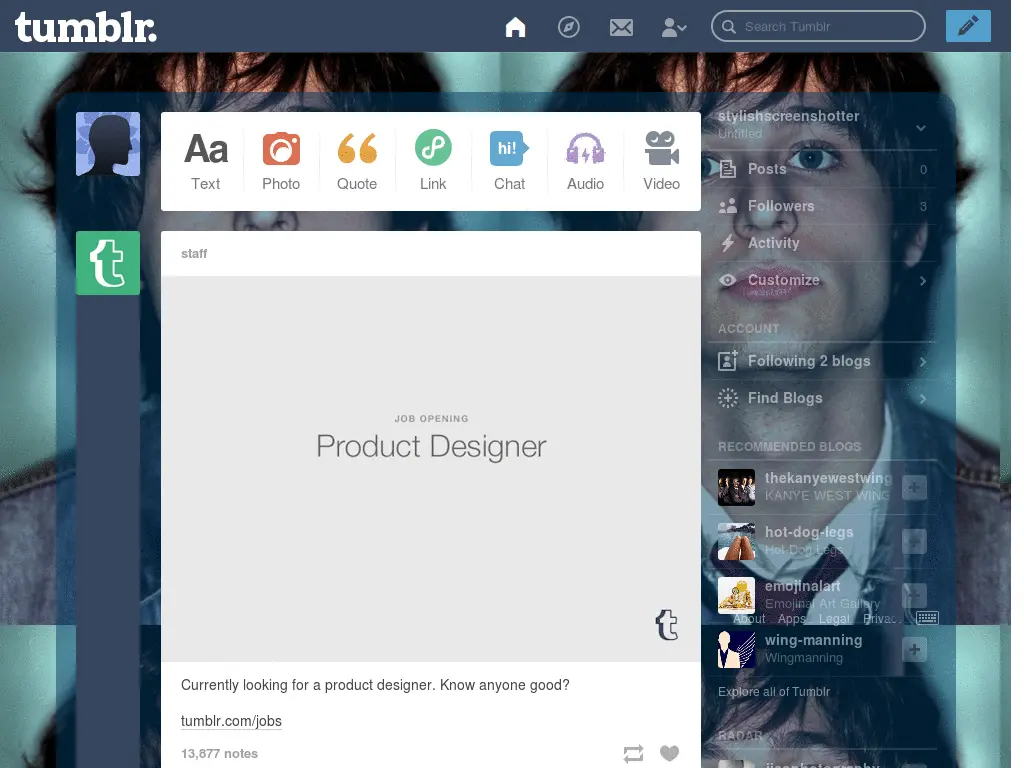 tumblr.
Search Tumblr
Aa
hi!
Text
Photo
Quote
Link
Chat
Audio
Video
staff
JOB OPENING
Product Designer
Currently looking for a product designer. Know anyone good?
tumblr.com/jobs
13,877 notes
stylishscreenshotter
Untitled
Posts 0
Followers 3
Activity
Customize
ACCOUNT
Following 2 blogs
Find Blogs
RECOMMENDED BLOGS
thekanyewestwing
KANYE WEST WING
hot-dog-legs
Hot-Dog Legs
emojinalart
Emojinal Art Gallery
About Apps Legal Privac..
wing-manning
Wingmanning
Explore all of Tumblr
RADAR